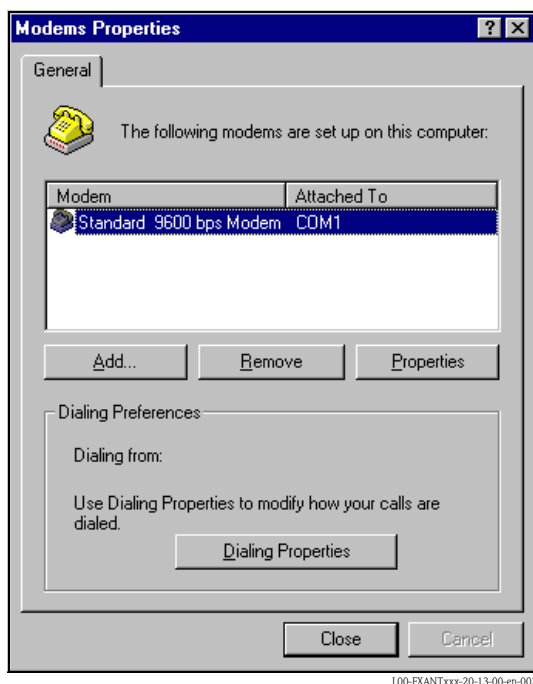 Modems Properties
General
The following modems are set up on this computer:
Modem Attached To
Standard 9600 bps Modem COM1
Add... Remove Properties
Dialing Preferences
Dialing from:
Use Dialing Properties to modify how your calls are
dialed.
Dialing Properties
Close Cancel